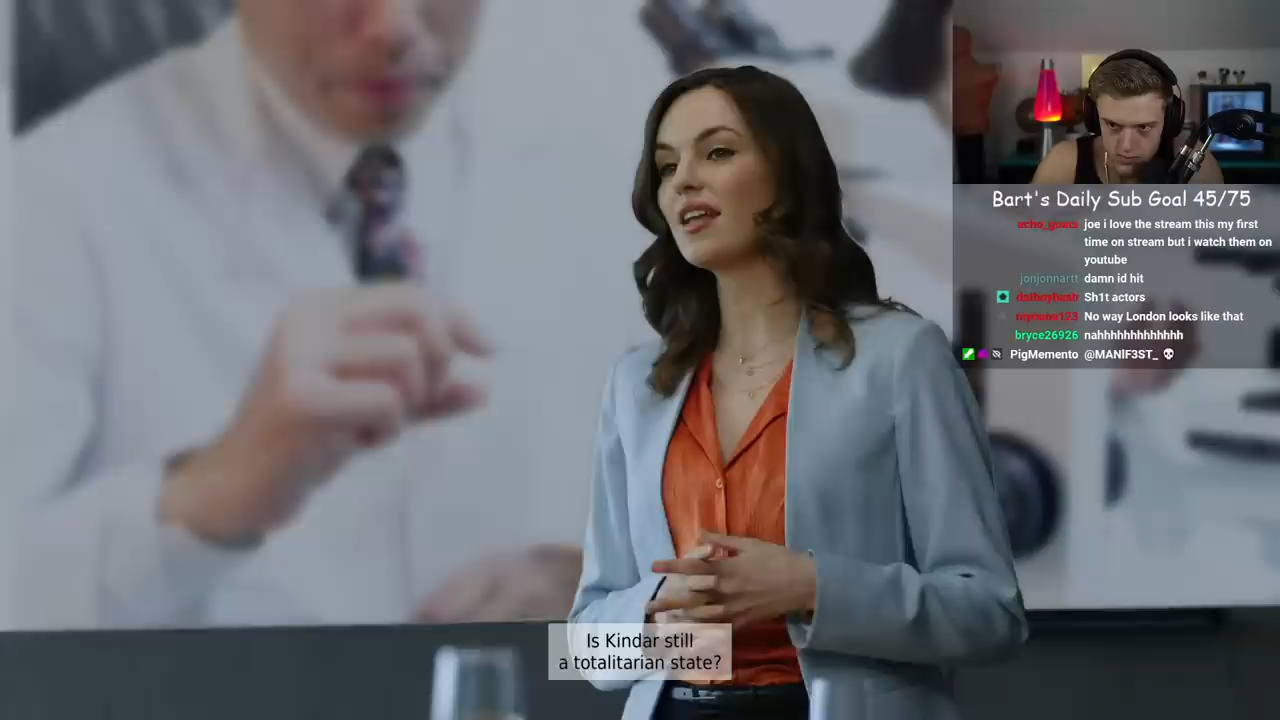 Bart's Daily Sub Goal 45/75
joe i love the stream this my first
time on stream but i watch them on
youtube
jonjonnartt damn id hit
Sh1t actors
No way London looks like that
bryce26926 nahhhhhhhhhhhh
PigMemento @MANlF3ST_ 💀
Is Kindar still
a totalitarian state?